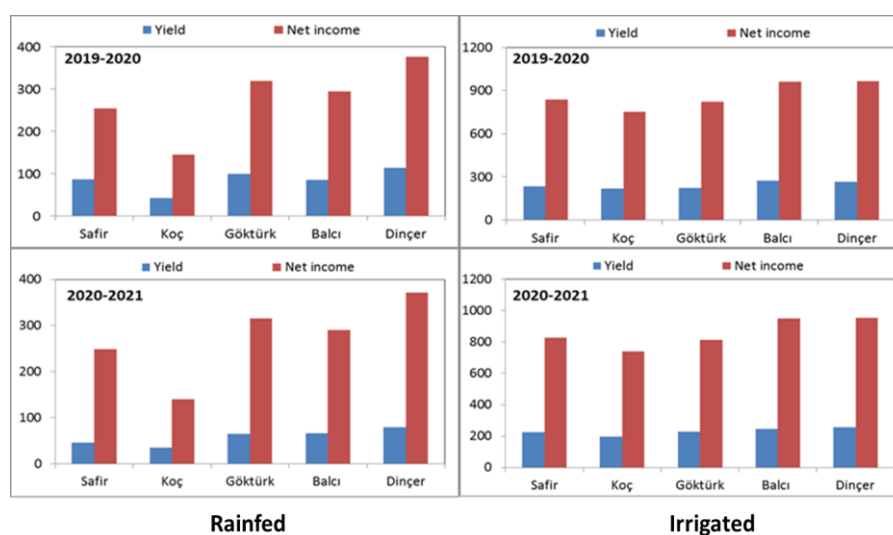 Yield Net income
2019-2020
400
300
200
100
0
Safir Koç Göktürk Balcı Dinçer
Yield Net income
2019-2020
1200
900
600
300
0
Safir Koç Göktürk Balcı Dinçer
Yield Net income
2020-2021
400
300
200
100
0
Safir Koç Göktürk Balcı Dinçer
Yield Net income
2020-2021
1200
1000
800
600
400
200
0
Safir Koç Göktürk Balcı Dinçer
Rainfed
Irrigated